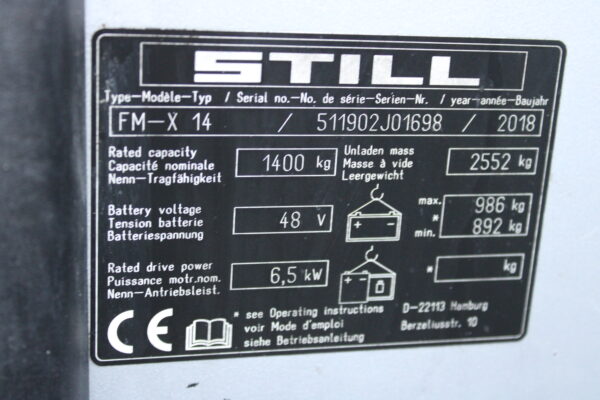 STILL
Type-Modèle-Typ / Serial no.-No. de série-Serien-Nr. / year-année-Baujahr
FM-X 14 / 511902J01698 / 2018
Rated capacity
Capacité nominale
Nenn-Tragfähigkeit
1400 kg
Unladen mass
Masse à vide
Leergewicht
2552 kg
Battery voltage
Tension batterie
Batteriespannung
48 V
max. 986 kg
*
min. 892 kg
Rated drive power
Puissance motr.nom.
Nenn-Antriebsleist.
6,5 kW
* kg
CE
* see Operating instructions
voir Mode d'emploi
siehe Betriebsanleitung
D-22113 Hamburg
Berzeliusstr. 10